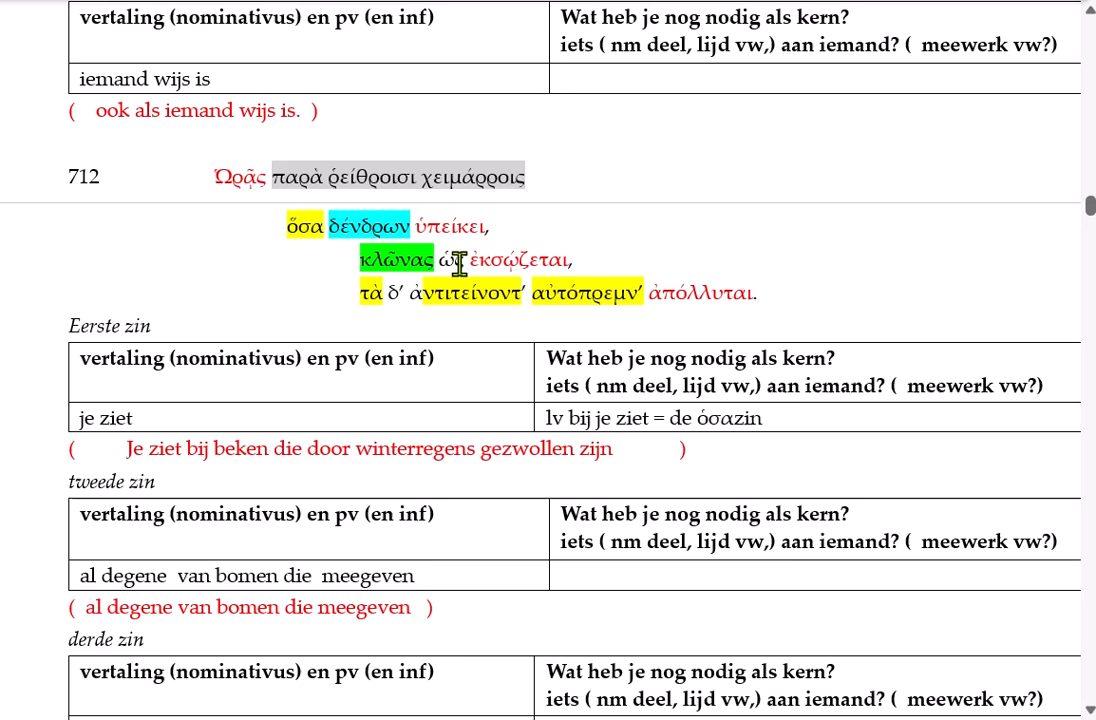 vertaling (nominativus) en pv (en inf) Wat heb je nog nodig als kern?
iets ( nm deel, lijd vw,) aan iemand? ( meewerk vw?)
iemand wijs is
( ook als iemand wijs is. )
712 Ὁρᾷς παρὰ ῥείθροισι χειμάρροις
ὅσα δένδρων ὑπείκει,
κλῶνας ἐκσῴζεται,
τὰ δ’ ἀντιτείνοντ’ αὐτόπρεμν’ ἀπόλλυται.
Eerste zin
vertaling (nominativus) en pv (en inf) Wat heb je nog nodig als kern?
iets ( nm deel, lijd vw,) aan iemand? ( meewerk vw?)
je ziet lv bij je ziet = de ὁσαzin
( Je ziet bij beken die door winterregens gezwollen zijn )
tweede zin
vertaling (nominativus) en pv (en inf) Wat heb je nog nodig als kern?
iets ( nm deel, lijd vw,) aan iemand? ( meewerk vw?)
al degene van bomen die meegeven
( al degene van bomen die meegeven )
derde zin
vertaling (nominativus) en pv (en inf) Wat heb je nog nodig als kern?
iets ( nm deel, lijd vw,) aan iemand? ( meewerk vw?)